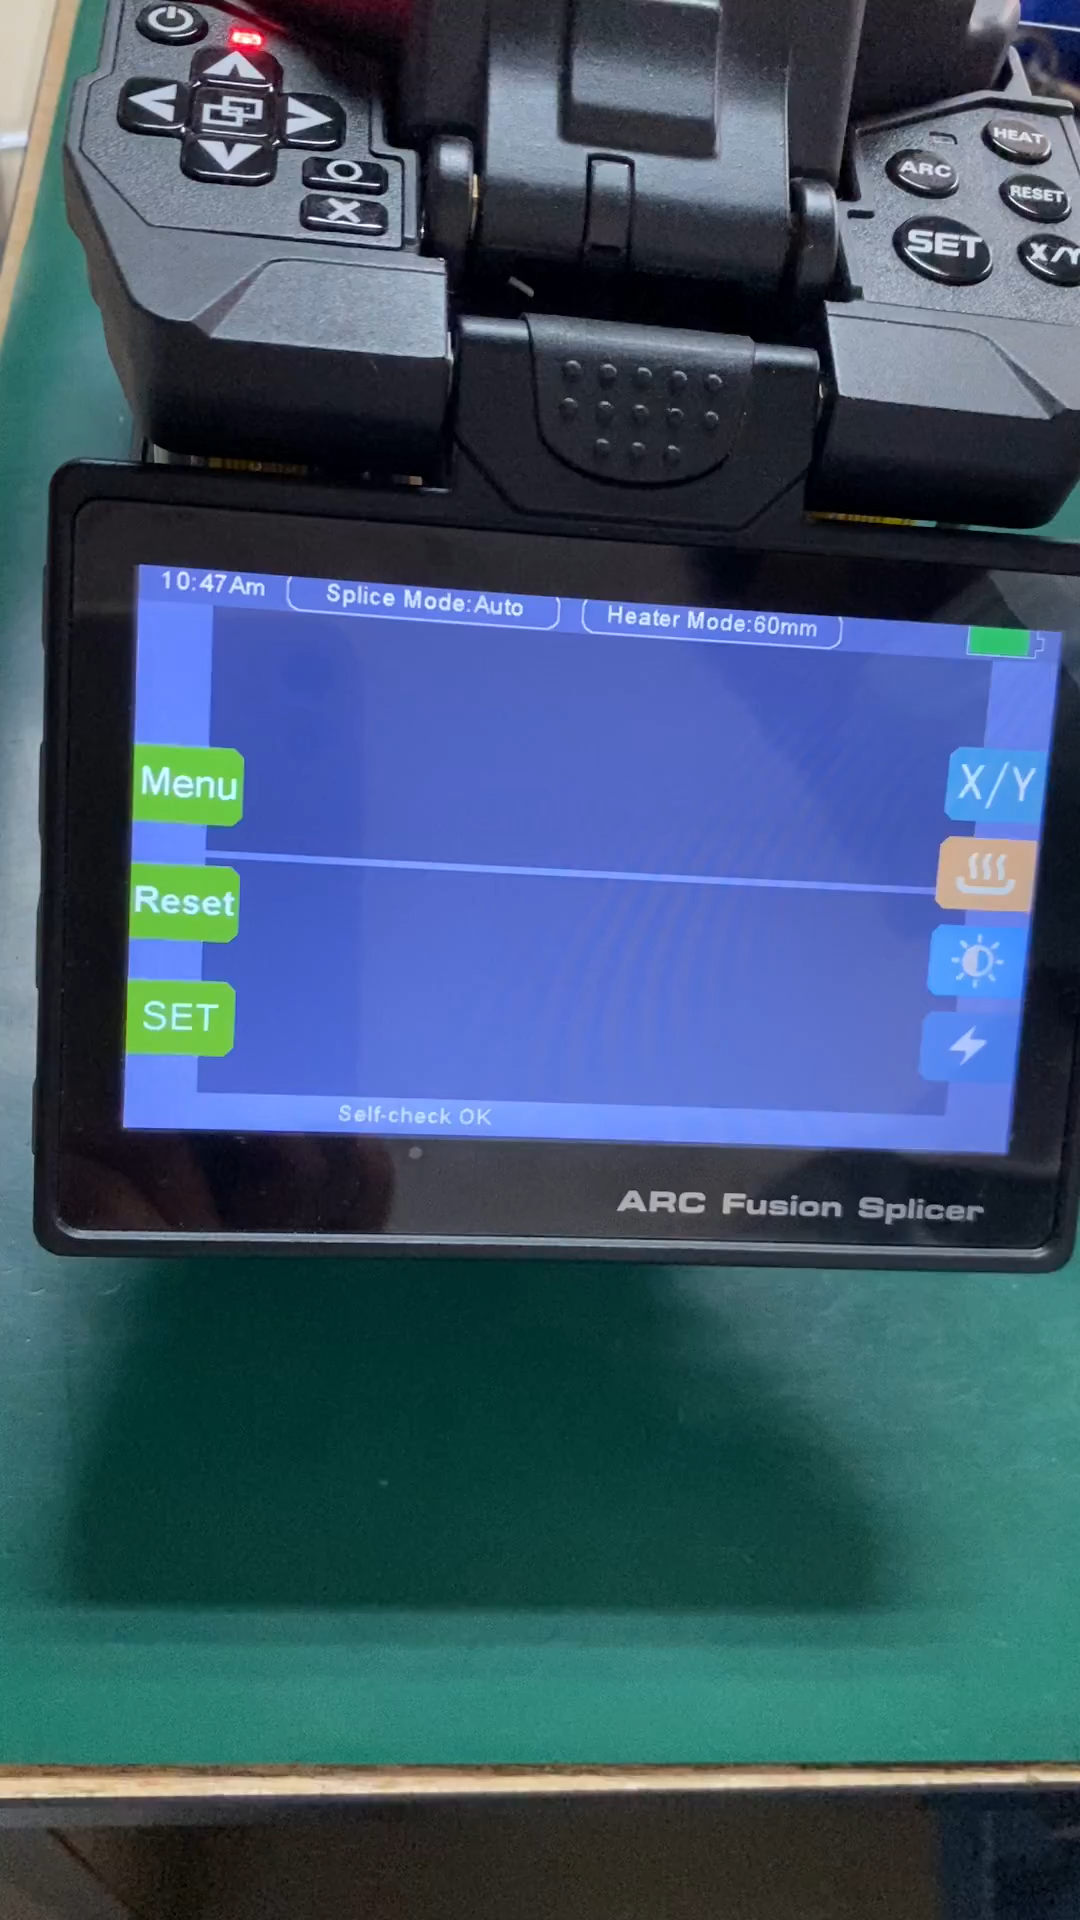 HEAT
ARC
RESET
SET
X/Y
10:47Am
Splice Mode:Auto
Heater Mode:60mm
Menu
X/Y
Reset
SET
Self-check OK
ARC Fusion Splicer